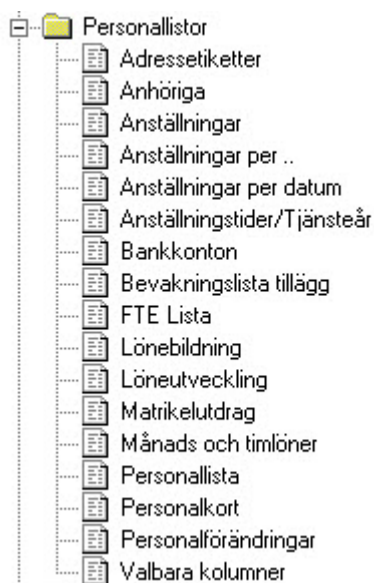 Personallistor
Adressetiketter
Anhöriga
Anställningar
Anställningar per ..
Anställningar per datum
Anställningstider/Tjänsteår
Bankkonton
Bevakningslista tillägg
FTE Lista
Lönebildning
Löneutveckling
Matrikelutdrag
Månads och timlöner
Personallista
Personalkort
Personalförändringar
Valbara kolumner